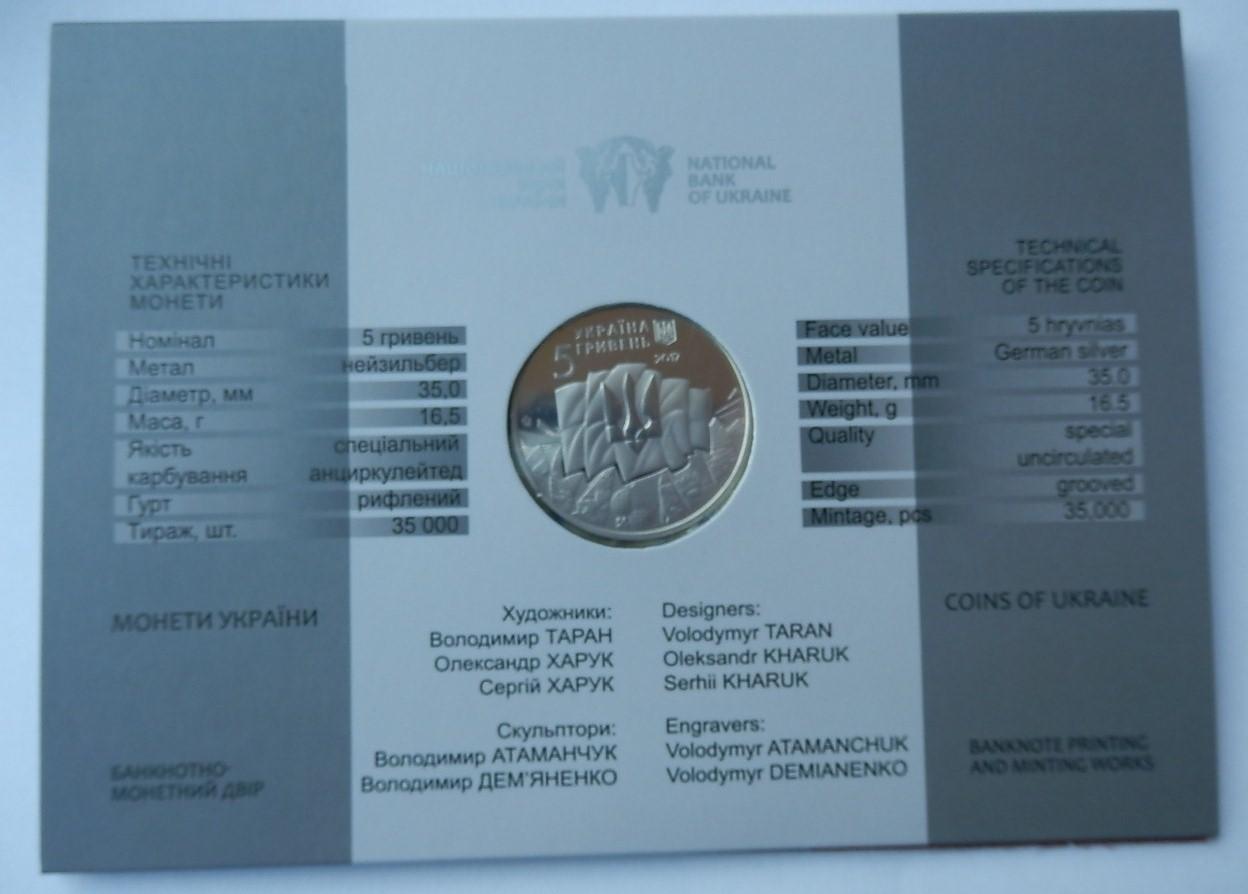 NATIONAL
BANK
OF UKRAINE
ТЕХНІЧНІ
ХАРАКТЕРИСТИКИ
МОНЕТИ
Номінал 5 гривень
Метал нейзильбер
Діаметр, мм 35,0
Маса, г 16,5
Якість спеціальний
карбування анциркулейтед
Гурт рифлений
Тираж, шт. 35 000
УКРАЇНА
5 ГРИВЕНЬ
2017
TECHNICAL
SPECIFICATIONS
OF THE COIN
Face value 5 hryvnias
Metal German silver
Diameter, mm 35.0
Weight, g 16.5
Quality special
uncirculated
Edge grooved
Mintage, pcs 35,000
МОНЕТИ УКРАЇНИ
Художники:
Володимир ТАРАН
Олександр ХАРУК
Сергій ХАРУК
Designers:
Volodymyr TARAN
Oleksandr KHARUK
Serhii KHARUK
COINS OF UKRAINE
Скульптори:
Володимир АТАМАНЧУК
Володимир ДЕМ'ЯНЕНКО
Engravers:
Volodymyr ATAMANCHUK
Volodymyr DEMIANENKO
БАНКНОТНО-
МОНЕТНИЙ ДВІР
BANKNOTE PRINTING
AND MINTING WORKS